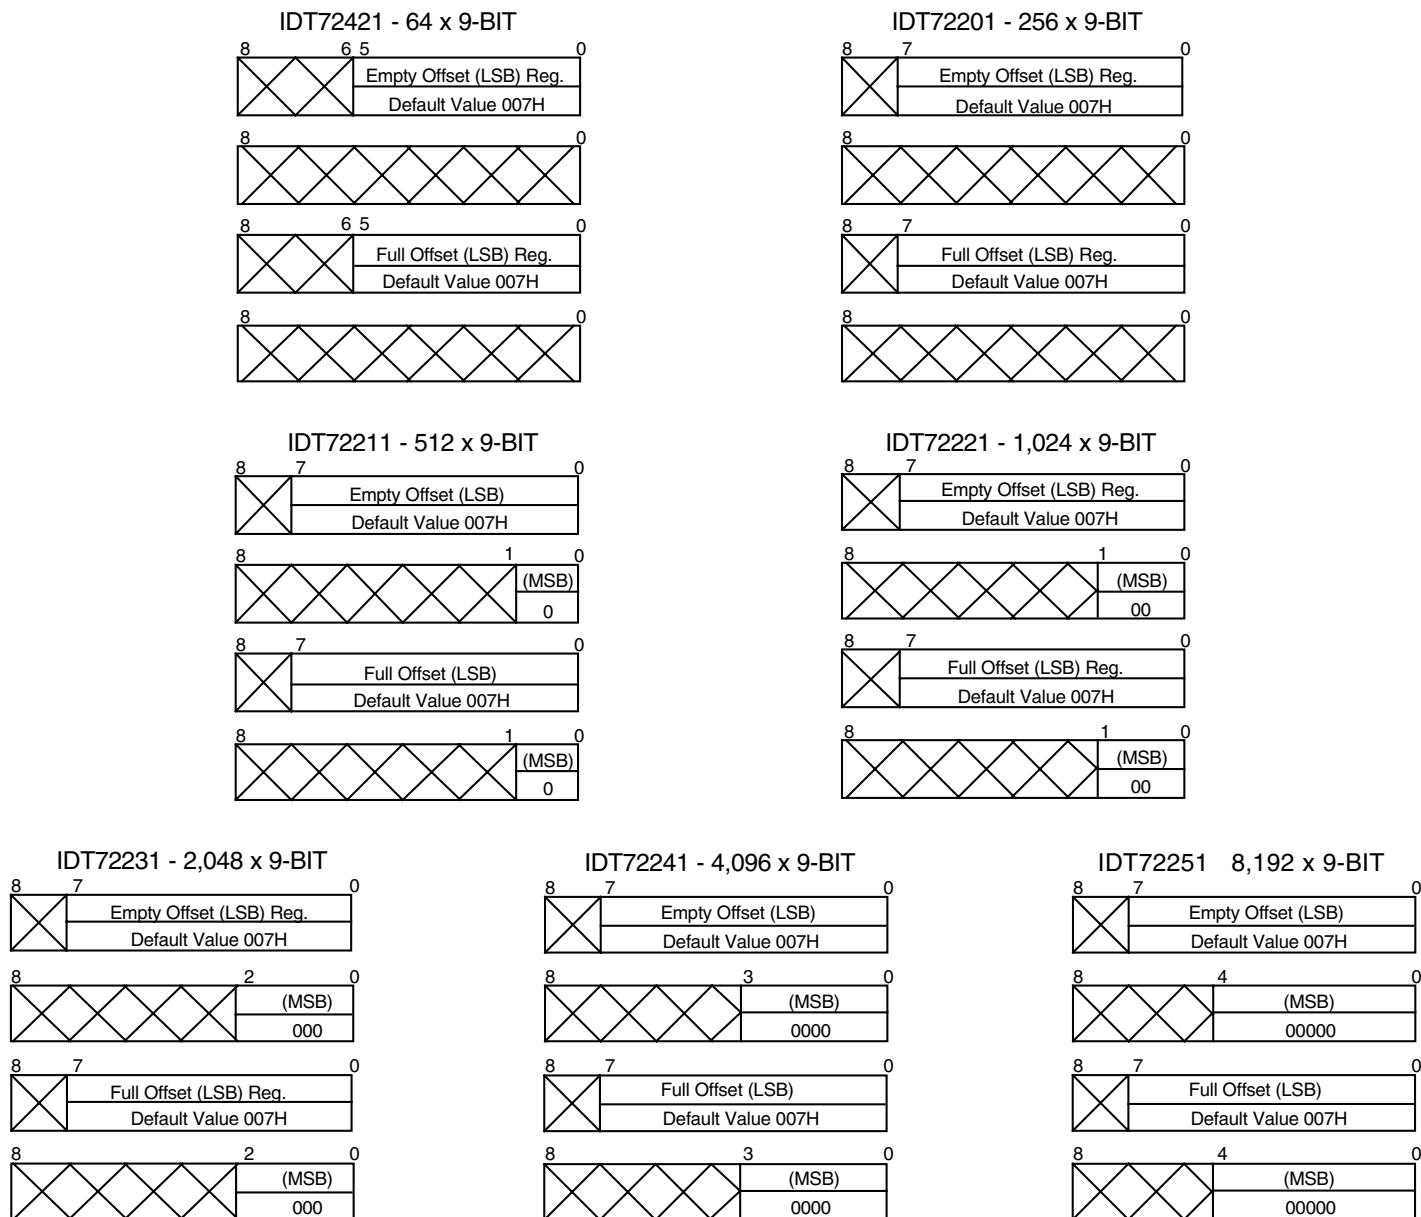 IDT72421 - 64 x 9-BIT
8 6 5 0
Empty Offset (LSB) Reg.
Default Value 007H
8 0
8 6 5 0
Full Offset (LSB) Reg.
Default Value 007H
8 0
IDT72201 - 256 x 9-BIT
8 7 0
Empty Offset (LSB) Reg.
Default Value 007H
8 0
8 7 0
Full Offset (LSB) Reg.
Default Value 007H
8 0
IDT72211 - 512 x 9-BIT
8 7 0
Empty Offset (LSB)
Default Value 007H
8 1 0
(MSB)
0
8 7 0
Full Offset (LSB)
Default Value 007H
8 1 0
(MSB)
0
IDT72221 - 1,024 x 9-BIT
8 7 0
Empty Offset (LSB) Reg.
Default Value 007H
8 1 0
(MSB)
00
8 7 0
Full Offset (LSB) Reg.
Default Value 007H
8 1 0
(MSB)
00
IDT72231 - 2,048 x 9-BIT
8 7 0
Empty Offset (LSB) Reg.
Default Value 007H
8 2 0
(MSB)
000
8 7 0
Full Offset (LSB) Reg.
Default Value 007H
8 2 0
(MSB)
000
IDT72241 - 4,096 x 9-BIT
8 7 0
Empty Offset (LSB)
Default Value 007H
8 3 0
(MSB)
0000
8 7 0
Full Offset (LSB)
Default Value 007H
8 3 0
(MSB)
0000
IDT72251 8,192 x 9-BIT
8 7 0
Empty Offset (LSB)
Default Value 007H
8 4 0
(MSB)
00000
8 7 0
Full Offset (LSB)
Default Value 007H
8 4 0
(MSB)
00000